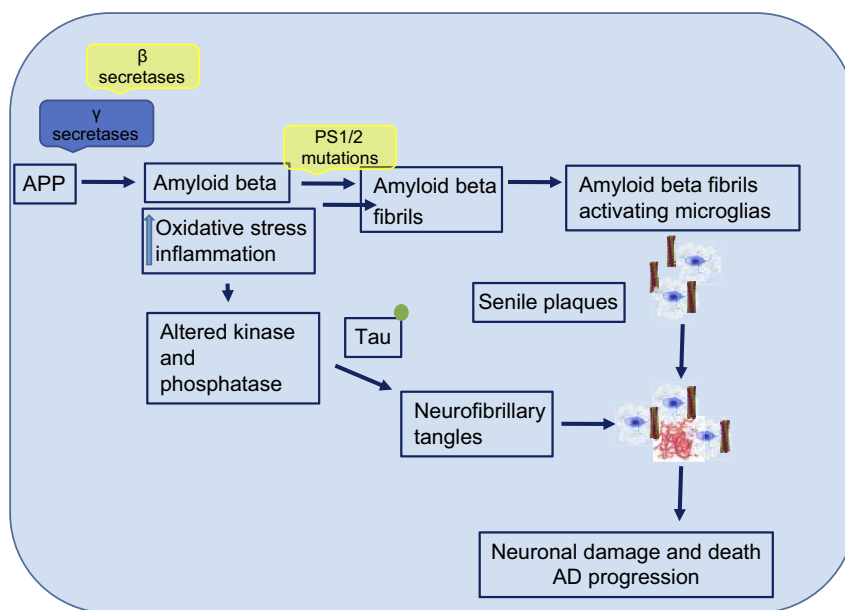 β
secretases
γ
secretases
PS1/2
mutations
APP
Amyloid beta
Amyloid beta
fibrils
Amyloid beta fibrils
activating microglias
Oxidative stress
inflammation
Senile plaques
Altered kinase
and
phosphatase
Tau
Neurofibrillary
tangles
Neuronal damage and death
AD progression